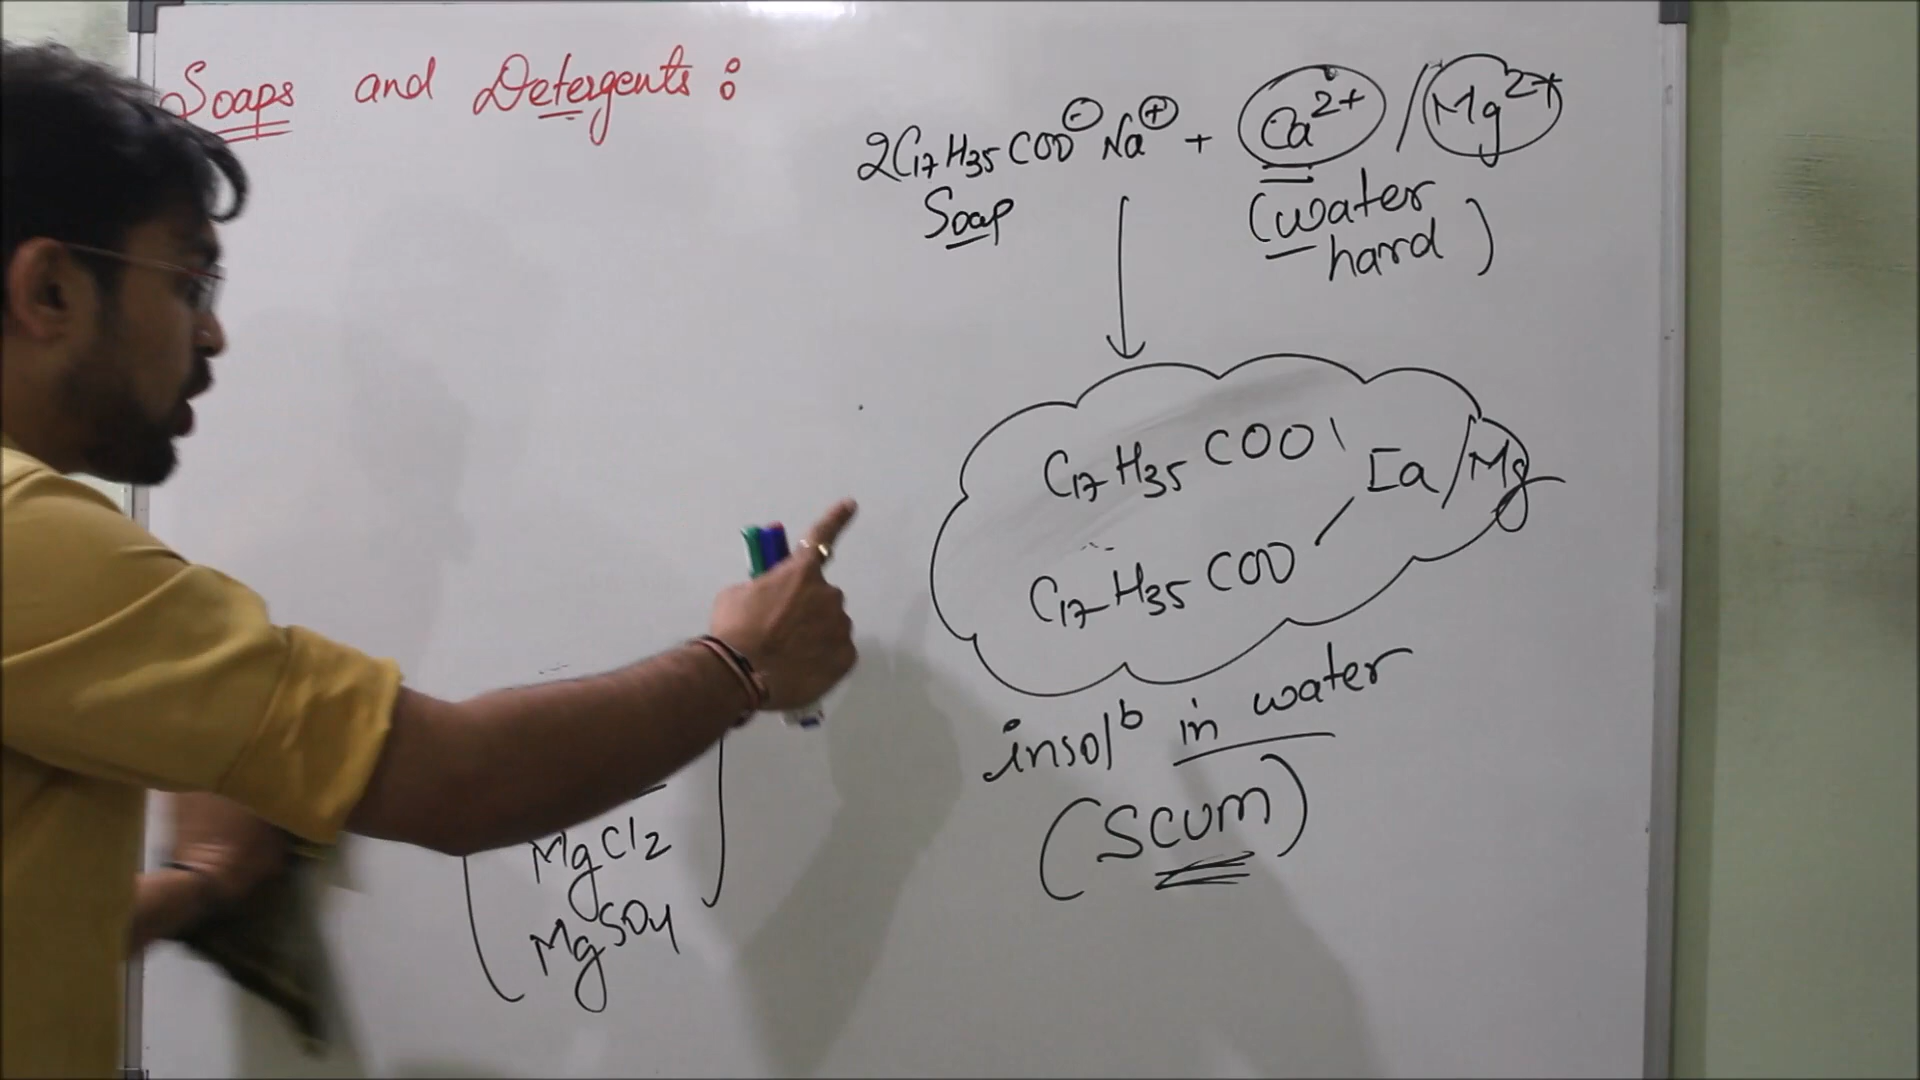 Soaps and Detergents :
2C₁₇H₃₅COO⊖Na⊕ + Ca²⁺ / Mg²⁺
Soap
(water
hard)
C₁₇H₃₅COO
Ca/Mg
C₁₇H₃₅COO
insolᵇ in water
(SCUM)
MgCl₂
MgSO₄